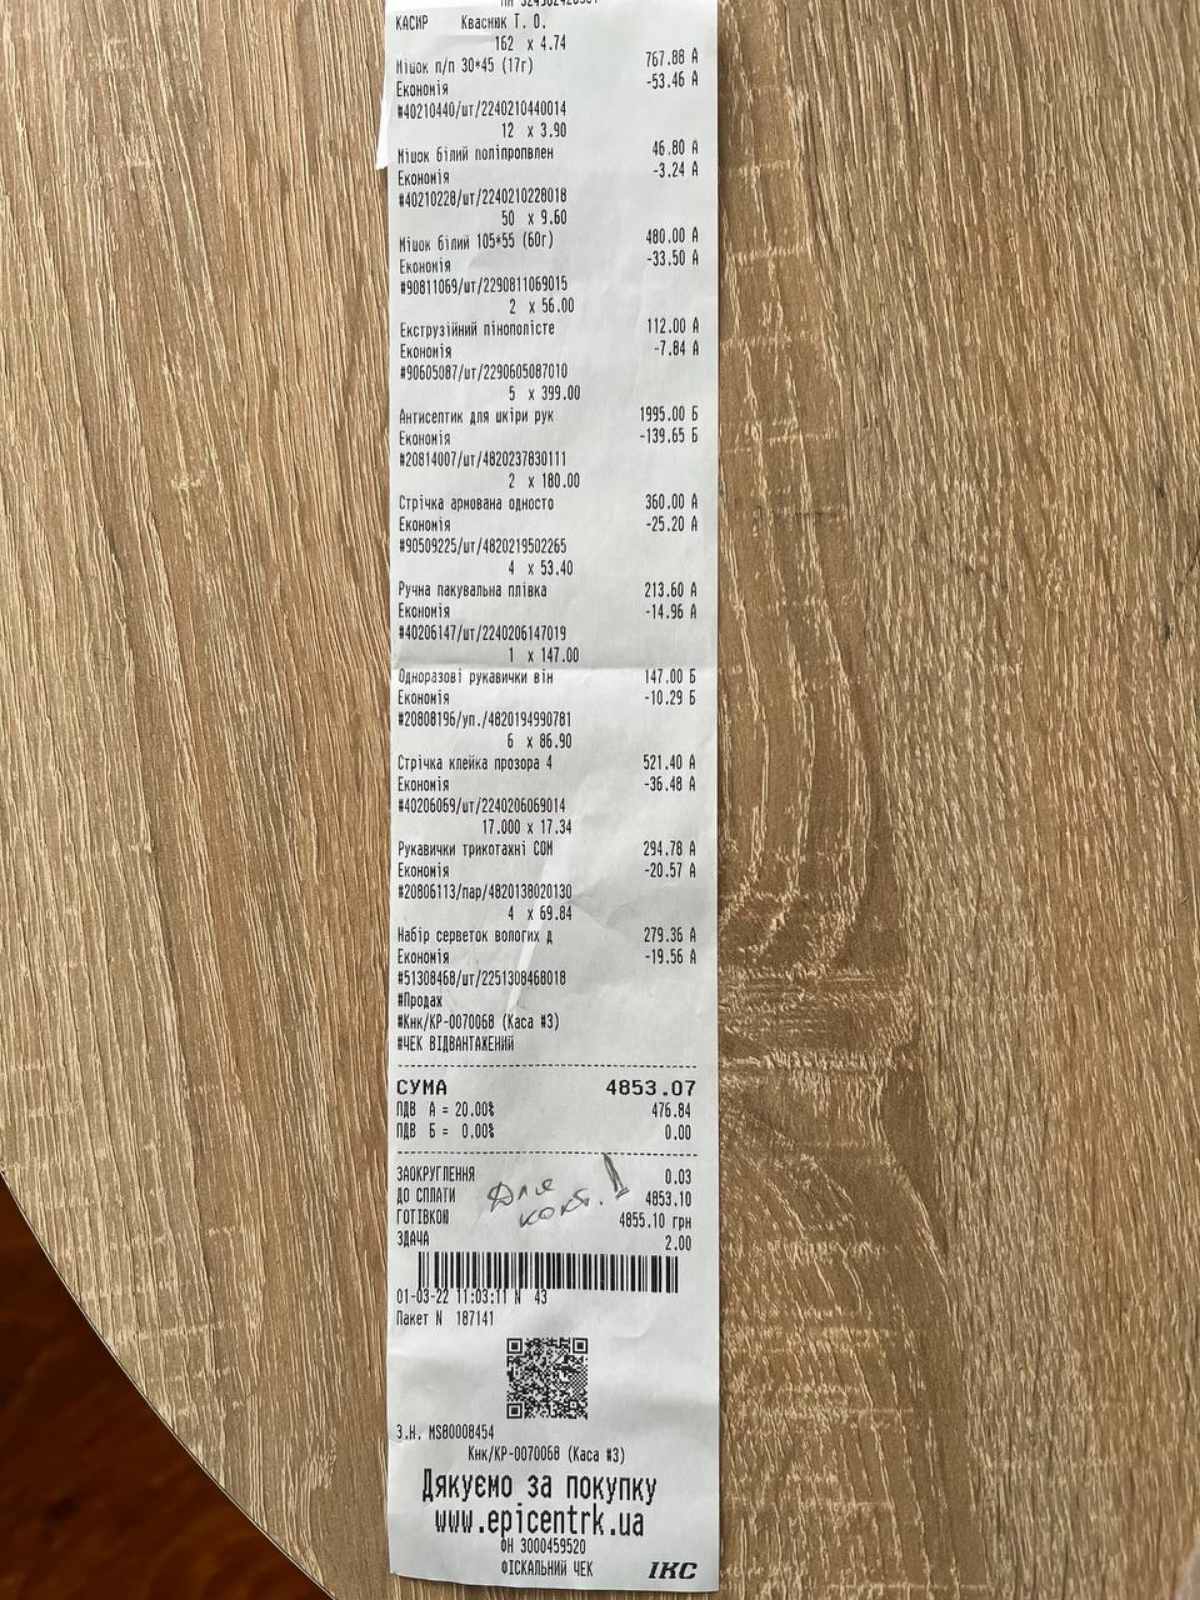 КАСИР Кваснюк Т. О.
162 x 4.74
Мішок п/п 30*45 (17г) 767.88 А
Економія -53.46 А
#40210440/шт/2240210440014
12 x 3.90
Мішок білий поліпропвлен 46.80 А
Економія -3.24 А
#40210228/шт/2240210228018
50 x 9.60
Мішок білий 105*55 (60г) 480.00 А
Економія -33.50 А
#90811069/шт/2290811069015
2 x 56.00
Екструзійний пінополісте 112.00 А
Економія -7.84 А
#90605087/шт/2290605087010
5 x 399.00
Антисептик для шкіри рук 1995.00 Б
Економія -139.65 Б
#20814007/шт/4820237830111
2 x 180.00
Стрічка армована односто 360.00 А
Економія -25.20 А
#90509225/шт/4820219502265
4 x 53.40
Ручна пакувальна плівка 213.60 А
Економія -14.96 А
#40206147/шт/2240206147019
1 x 147.00
Одноразові рукавички він 147.00 Б
Економія -10.29 Б
#20808196/уп./4820194990781
6 x 86.90
Стрічка клейка прозора 4 521.40 А
Економія -36.48 А
#40206069/шт/2240206069014
17.000 x 17.34
Рукавички трикотажні СОМ 294.78 А
Економія -20.57 А
#20806113/пар/4820138020130
4 x 69.84
Набір серветок вологих д 279.36 А
Економія -19.56 А
#51308468/шт/2251308468018
#Продаж
#Кнк/КР-0070068 (Каса #3)
#ЧЕК ВІДВАНТАЖЕНИЙ
СУМА 4853.07
ПДВ А = 20.00% 476.84
ПДВ Б = 0.00% 0.00
ЗАОКРУГЛЕННЯ 0.03
ДО СПЛАТИ 4853.10
ГОТІВКОЮ 4855.10 грн
ЗДАЧА 2.00
Для
01-03-22 11:03:11 N 43
Пакет N 187141
З.Н. MS80008454
Кнк/КР-0070068 (Каса #3)
Дякуємо за покупку
www.epicentrk.ua
ФН 3000459520
ФІСКАЛЬНИЙ ЧЕК ІКС